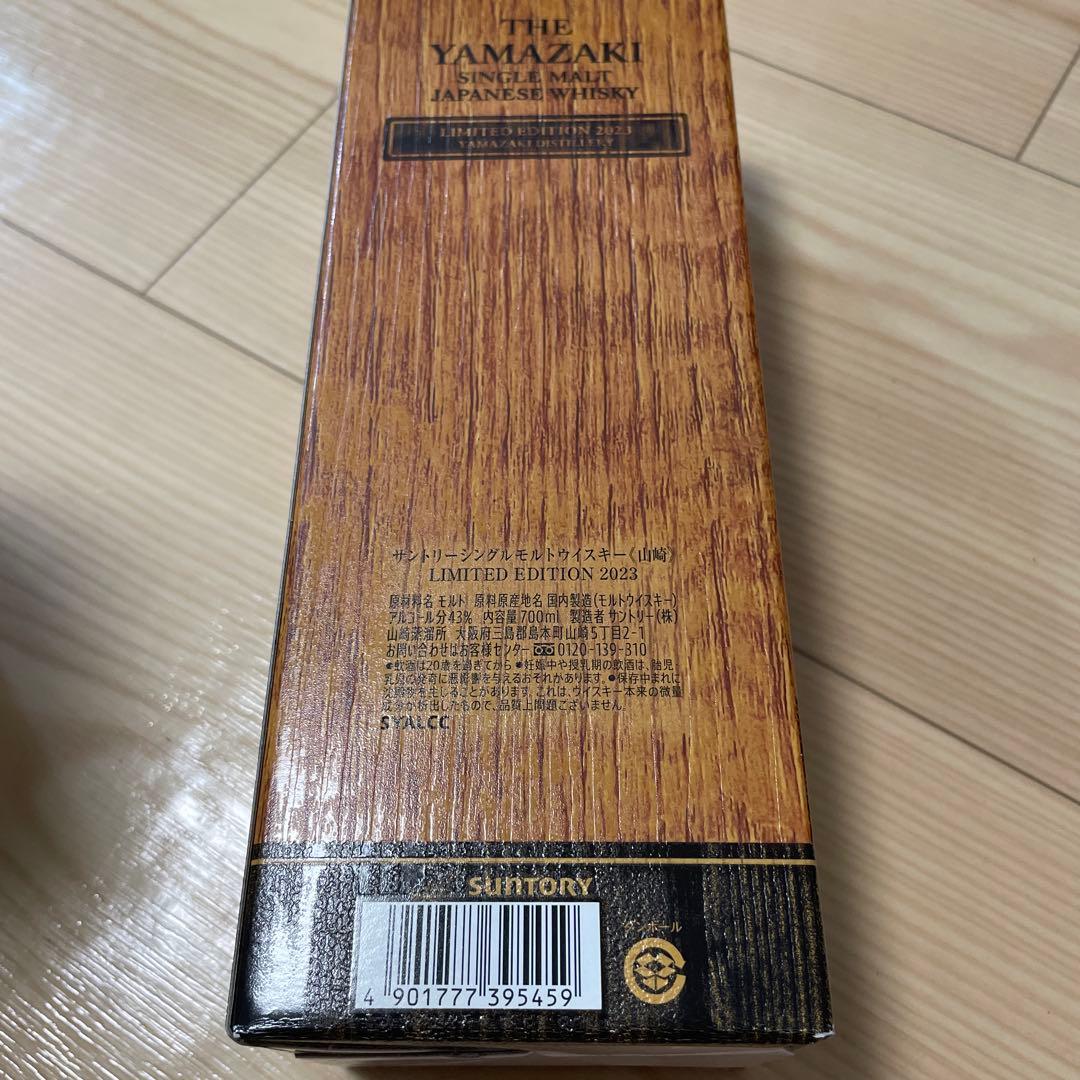 THE
YAMAZAKI
SINGLE MALT
JAPANESE WHISKY
LIMITED EDITION 2023
YAMAZAKI DISTILLERY
サントリーシングルモルトウイスキー《山崎》
LIMITED EDITION 2023
原材料名 モルト 原料原産地名 国内製造(モルトウイスキー)
アルコール分43% 内容量700ml 製造者 サントリー(株)
山崎蒸溜所 大阪府三島郡島本町山崎5丁目2-1
お問い合わせはお客様センター 0120-139-310
●飲酒は20歳を過ぎてから ●妊娠中や授乳期の飲酒は、胎児・
乳児の発育に悪影響を与えるおそれがあります。●保存中まれに
沈殿物を生じることがあります。これは、ウイスキー本来の微量
成分が析出したもので、品質上問題ございません。
SYALCC
SUNTORY
ダンボール
4 901777 395459